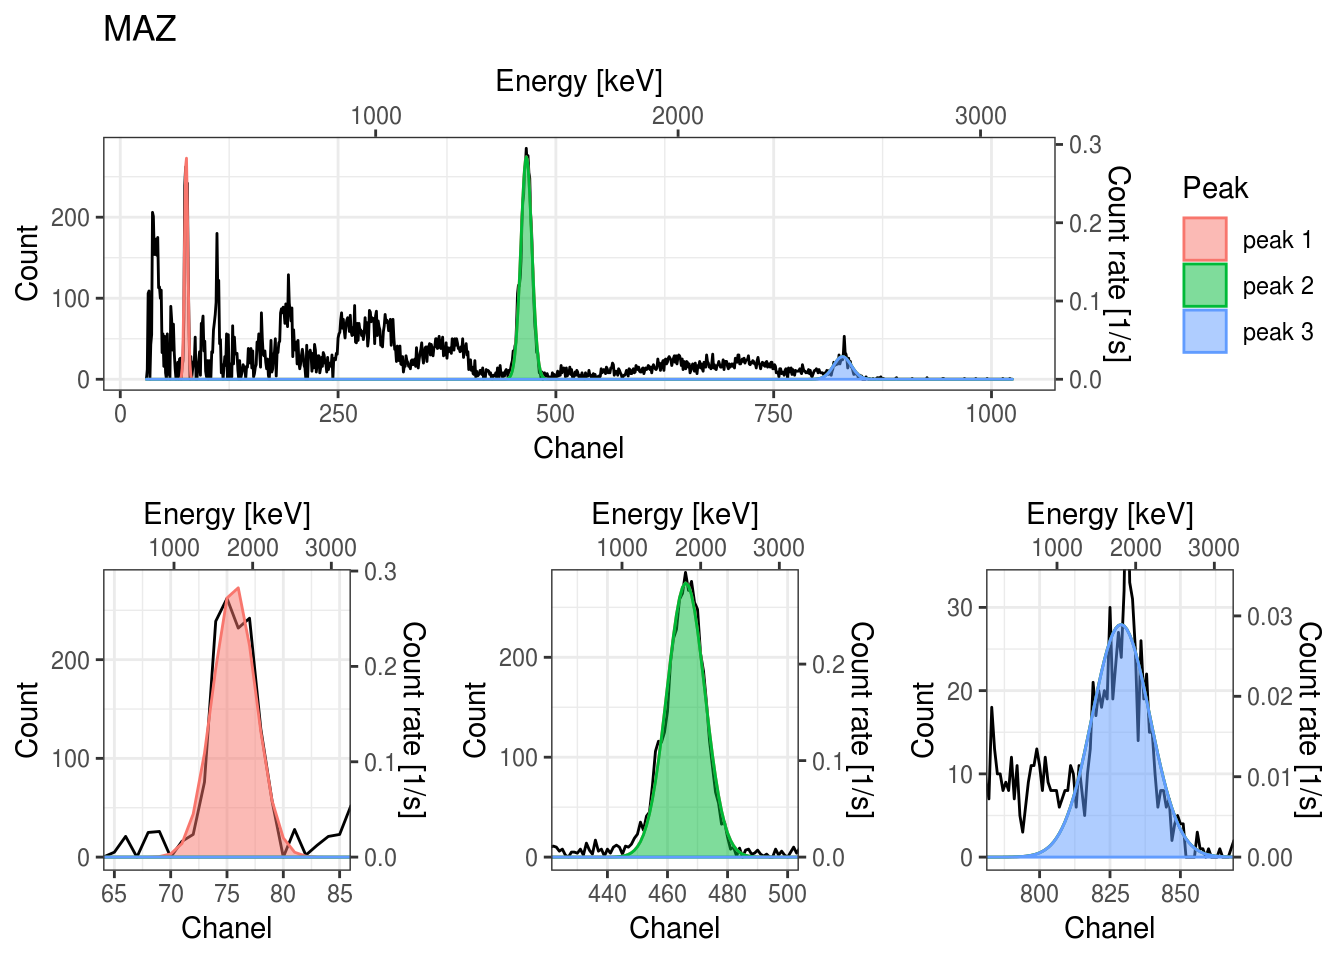 MAZ
Energy [keV]
1000 2000 3000
Count
200
100
0
0.3
0.2
0.1
0.0
Count rate [1/s]
0 250 500 750 1000
Chanel
Peak
peak 1
peak 2
peak 3
Energy [keV]
1000 2000 3000
Count
200
100
0
0.3
0.2
0.1
0.0
Count rate [1/s]
65 70 75 80 85
Chanel
Energy [keV]
1000 2000 3000
Count
200
100
0
0.2
0.1
0.0
Count rate [1/s]
440 460 480 500
Chanel
Energy [keV]
1000 2000 3000
Count
30
20
10
0
0.03
0.02
0.01
0.00
Count rate [1/s]
800 825 850
Chanel